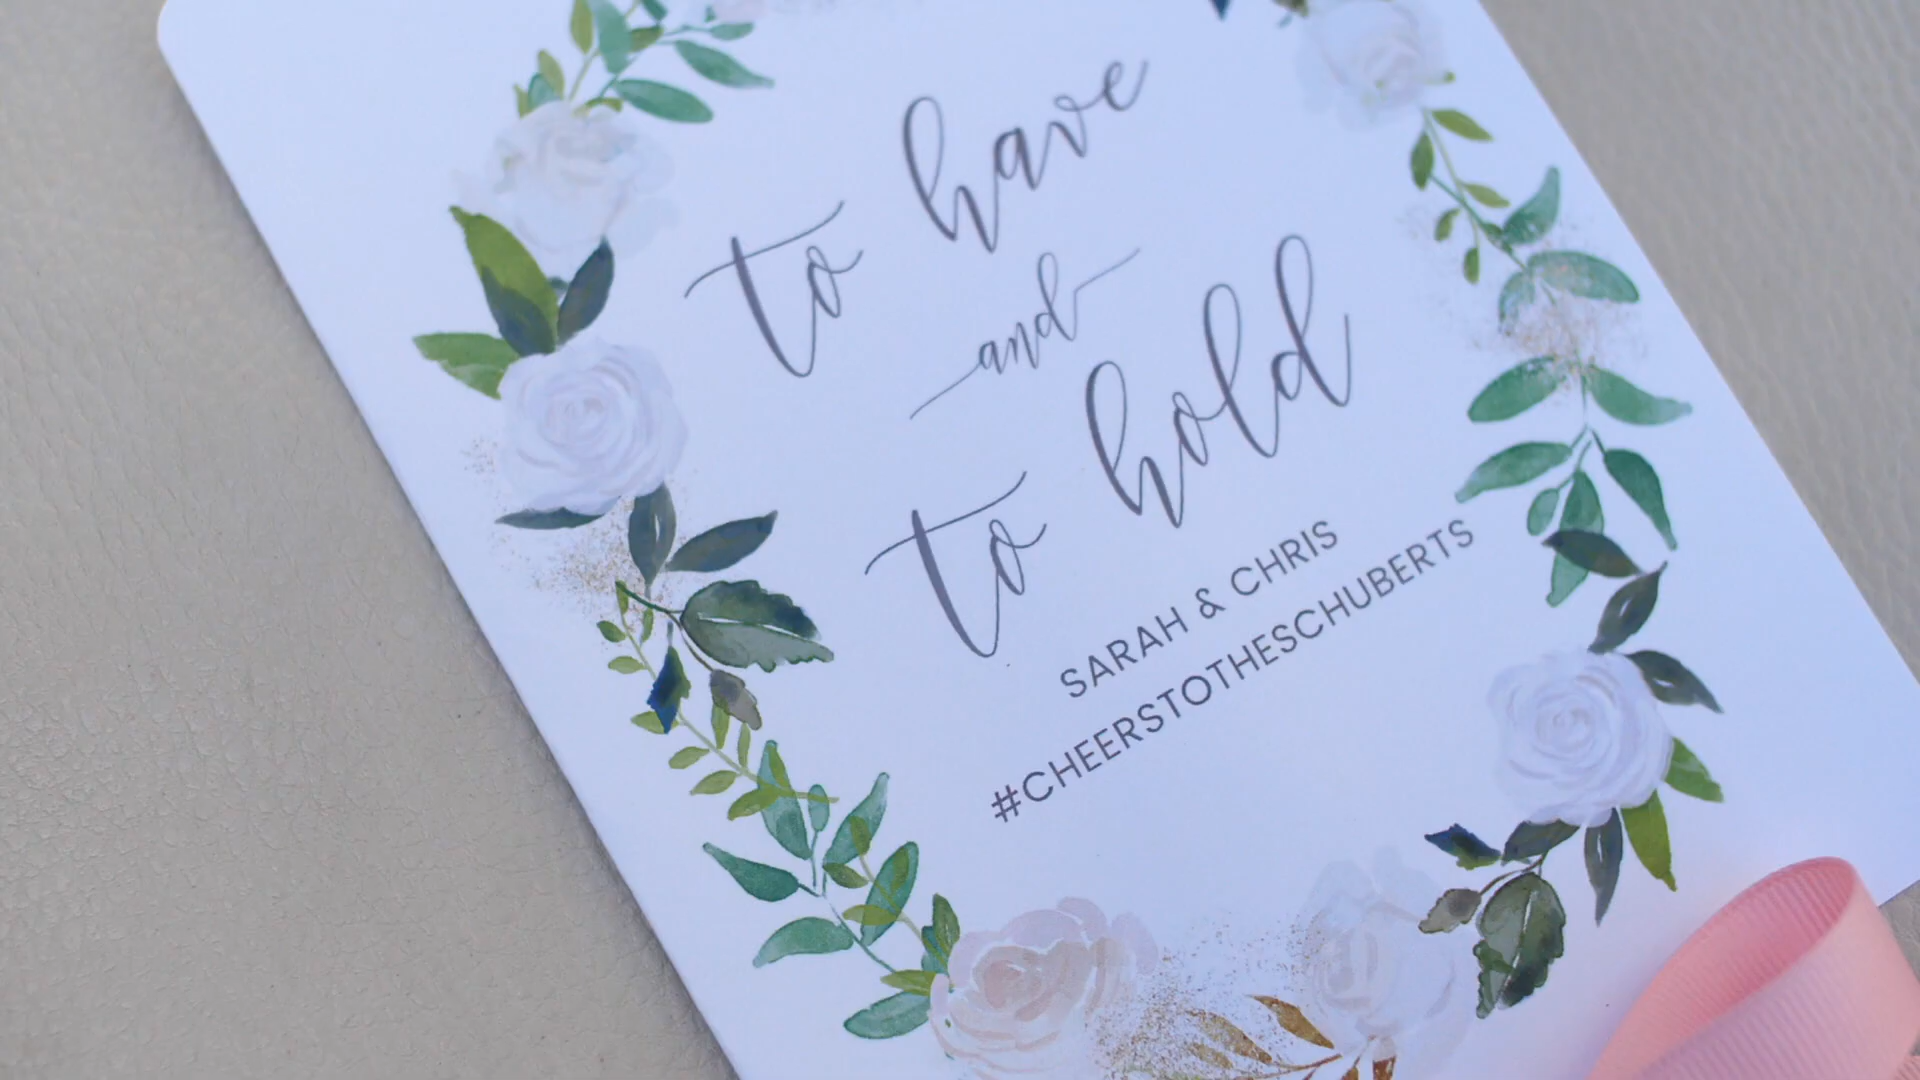 to have
and
to hold
SARAH & CHRIS
#CHEERSTOTHESCHUBERTS